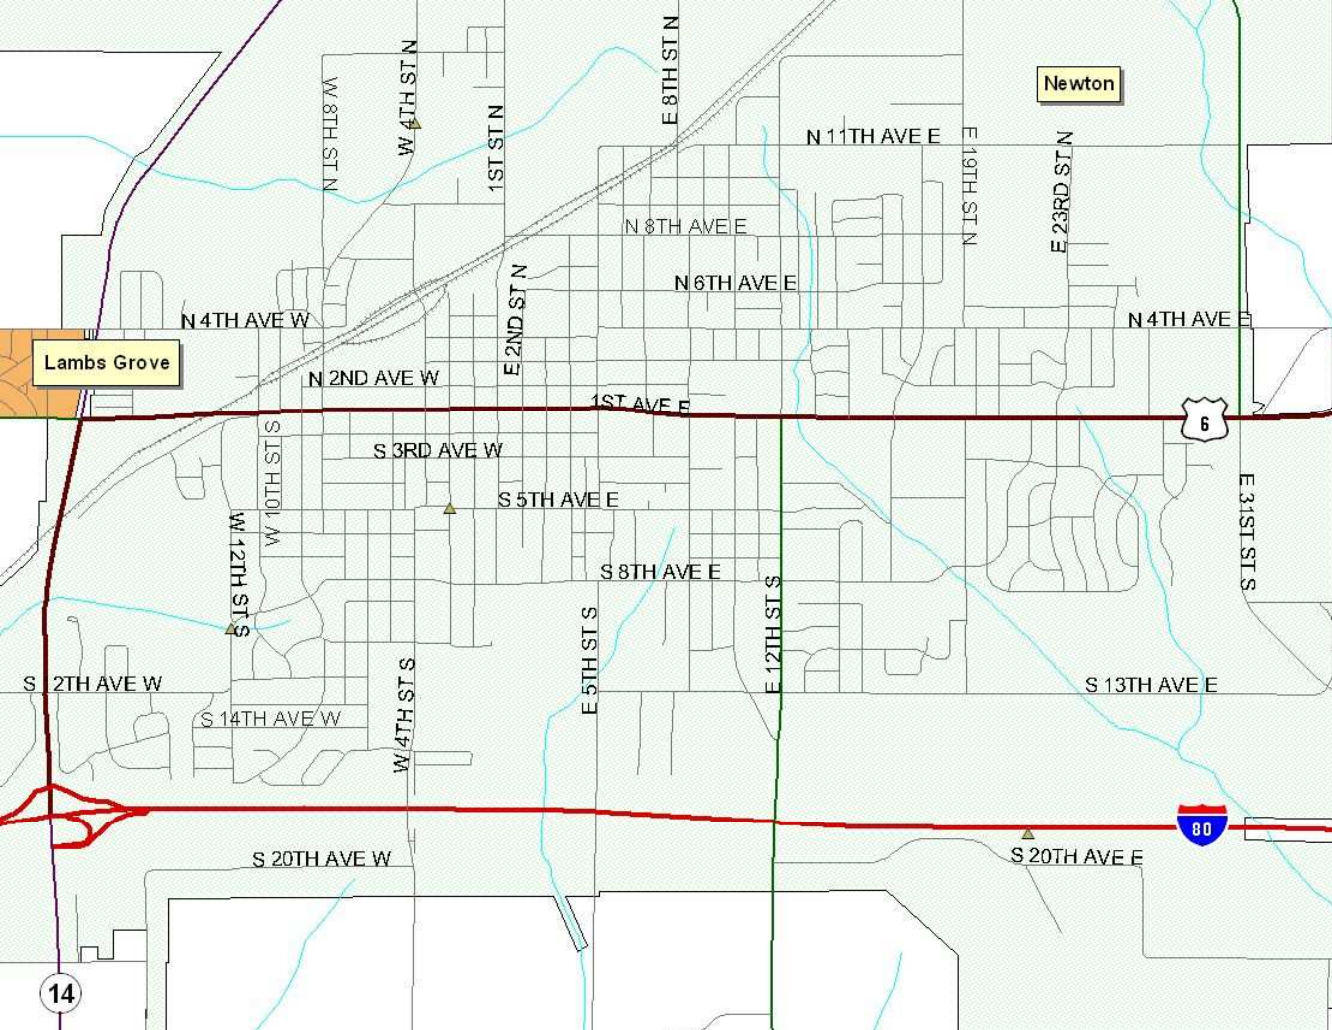 W 4TH ST N
E 8TH ST N
Newton
W 8TH ST N
1ST ST N
N 11TH AVE E
E 19TH ST N
E 23RD ST N
N 8TH AVE E
N 6TH AVE E
E 2ND ST N
N 4TH AVE W
N 4TH AVE E
Lambs Grove
N 2ND AVE W
1ST AVE E
6
S 3RD AVE W
W 10TH ST S
S 5TH AVE E
E 31ST ST S
W 12TH ST S
S 8TH AVE E
E 5TH ST S
E 12TH ST S
S 12TH AVE W
S 13TH AVE E
W 4TH ST S
S 14TH AVE W
80
S 20TH AVE W
S 20TH AVE E
14